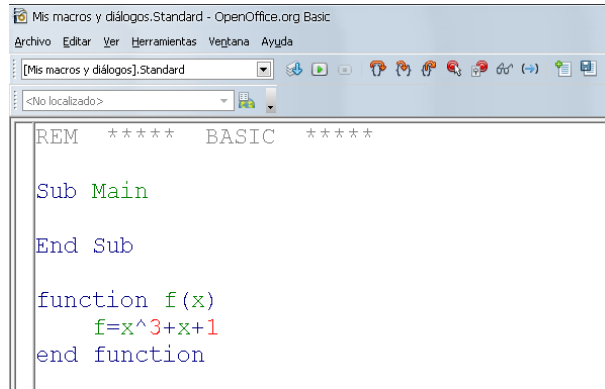 Mis macros y diálogos.Standard - OpenOffice.org Basic
Archivo Editar Ver Herramientas Ventana Ayuda
[Mis macros y diálogos].Standard
<No localizado>
REM ***** BASIC *****
Sub Main
End Sub
function f(x)
f=x^3+x+1
end function